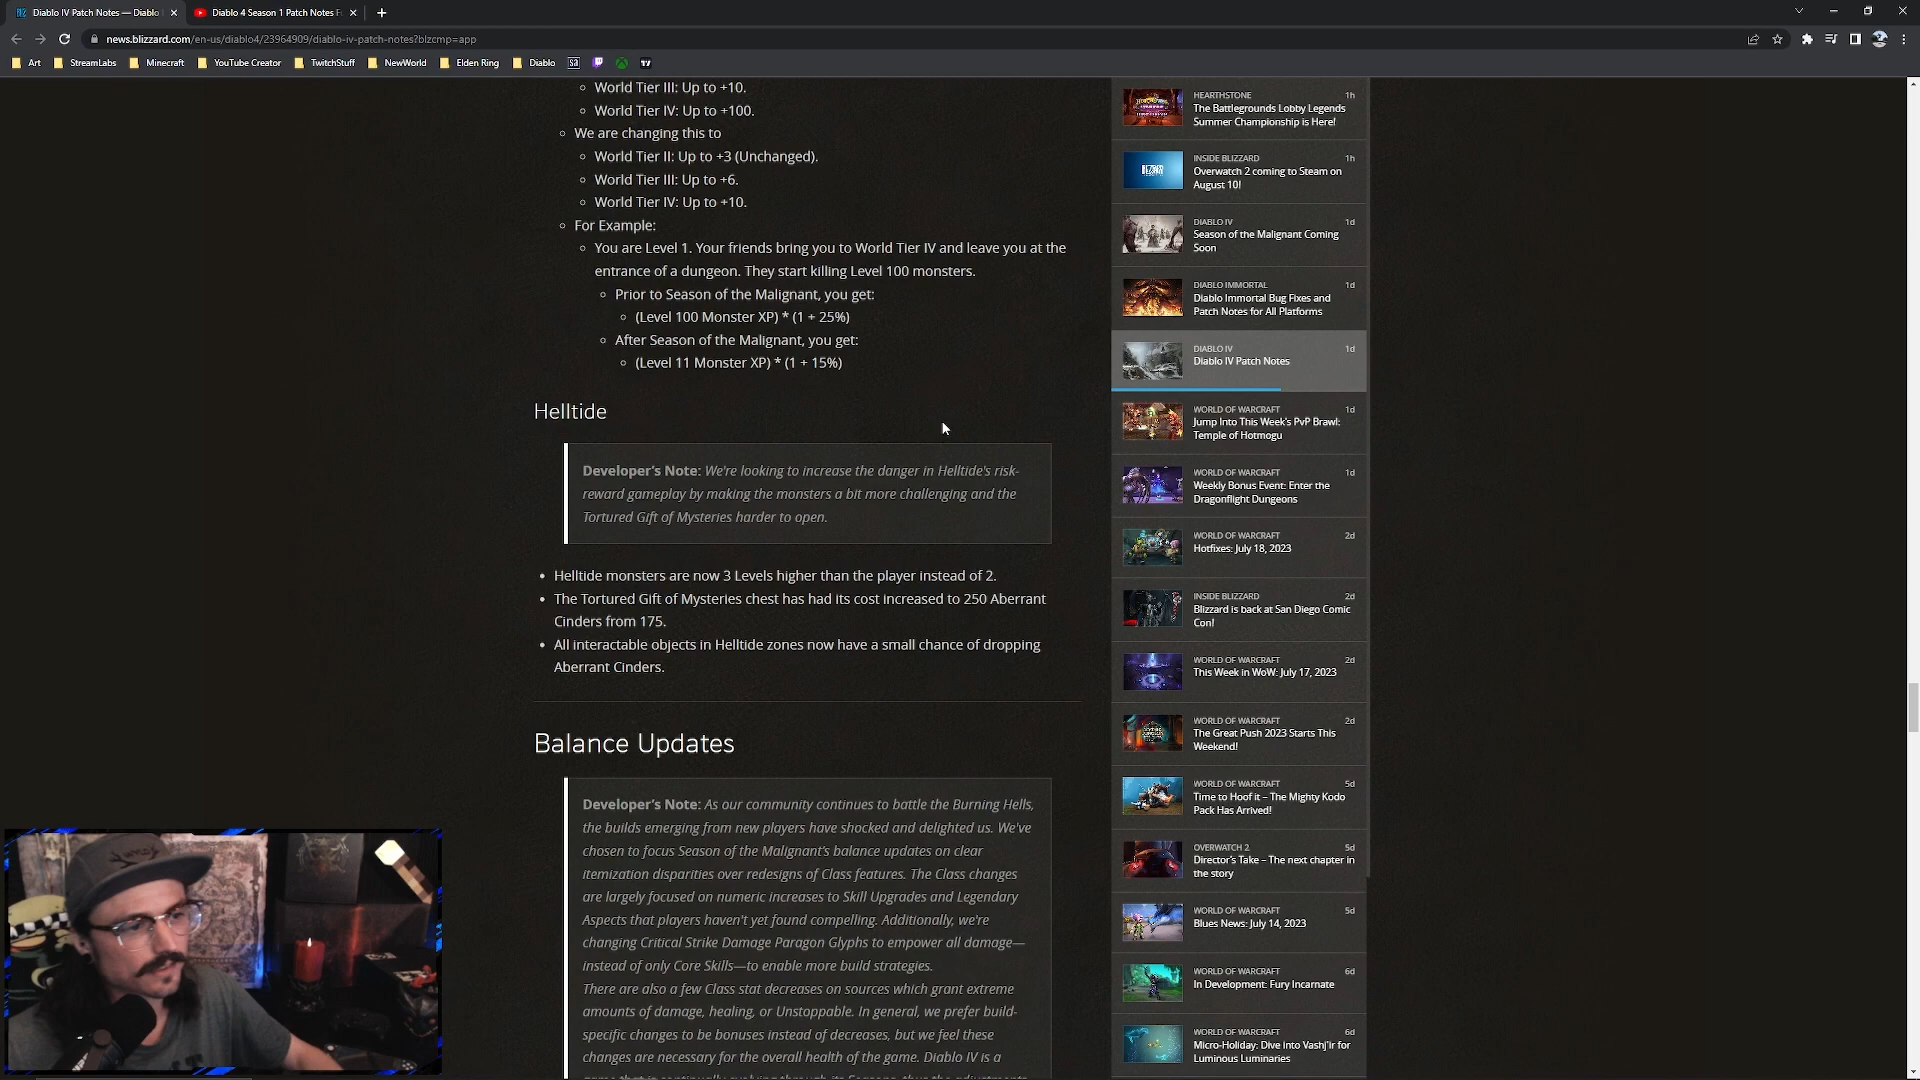 Diablo IV Patch Notes — Diablo
Diablo 4 Season 1 Patch Notes F
news.blizzard.com/en-us/diablo4/23964909/diablo-iv-patch-notes?blzcmp=app
Art
StreamLabs
Minecraft
YouTube Creator
TwitchStuff
NewWorld
Elden Ring
Diablo
World Tier III: Up to +10.
World Tier IV: Up to +100.
We are changing this to
World Tier II: Up to +3 (Unchanged).
World Tier III: Up to +6.
World Tier IV: Up to +10.
For Example:
You are Level 1. Your friends bring you to World Tier IV and leave you at the
entrance of a dungeon. They start killing Level 100 monsters.
Prior to Season of the Malignant, you get:
(Level 100 Monster XP) * (1 + 25%)
After Season of the Malignant, you get:
(Level 11 Monster XP) * (1 + 15%)
Helltide
Developer's Note: We're looking to increase the danger in Helltide's risk-
reward gameplay by making the monsters a bit more challenging and the
Tortured Gift of Mysteries harder to open.
Helltide monsters are now 3 Levels higher than the player instead of 2.
The Tortured Gift of Mysteries chest has had its cost increased to 250 Aberrant
Cinders from 175.
All interactable objects in Helltide zones now have a small chance of dropping
Aberrant Cinders.
Balance Updates
Developer's Note: As our community continues to battle the Burning Hells,
the builds emerging from new players have shocked and delighted us. We've
chosen to focus Season of the Malignant's balance updates on clear
itemization disparities over redesigns of Class features. The Class changes
are largely focused on numeric increases to Skill Upgrades and Legendary
Aspects that players haven't yet found compelling. Additionally, we're
changing Critical Strike Damage Paragon Glyphs to empower all damage—
instead of only Core Skills—to enable more build strategies.
There are also a few Class stat decreases on sources which grant extreme
amounts of damage, healing, or Unstoppable. In general, we prefer build-
specific changes to be bonuses instead of decreases, but we feel these
changes are necessary for the overall health of the game. Diablo IV is a
HEARTHSTONE 1h
The Battlegrounds Lobby Legends
Summer Championship is Here!
INSIDE BLIZZARD 1h
Overwatch 2 coming to Steam on
August 10!
DIABLO IV 1d
Season of the Malignant Coming
Soon
DIABLO IMMORTAL 1d
Diablo Immortal Bug Fixes and
Patch Notes for All Platforms
DIABLO IV 1d
Diablo IV Patch Notes
WORLD OF WARCRAFT 1d
Jump Into This Week's PvP Brawl:
Temple of Hotmogu
WORLD OF WARCRAFT 1d
Weekly Bonus Event: Enter the
Dragonflight Dungeons
WORLD OF WARCRAFT 2d
Hotfixes: July 18, 2023
INSIDE BLIZZARD 2d
Blizzard is back at San Diego Comic
Con!
WORLD OF WARCRAFT 2d
This Week in WoW: July 17, 2023
WORLD OF WARCRAFT 2d
The Great Push 2023 Starts This
Weekend!
WORLD OF WARCRAFT 5d
Time to Hoof it – The Mighty Kodo
Pack Has Arrived!
OVERWATCH 2 5d
Director's Take – The next chapter in
the story
WORLD OF WARCRAFT 5d
Blues News: July 14, 2023
WORLD OF WARCRAFT 6d
In Development: Fury Incarnate
WORLD OF WARCRAFT 6d
Micro-Holiday: Dive into Vashj'ir for
Luminous Luminaries